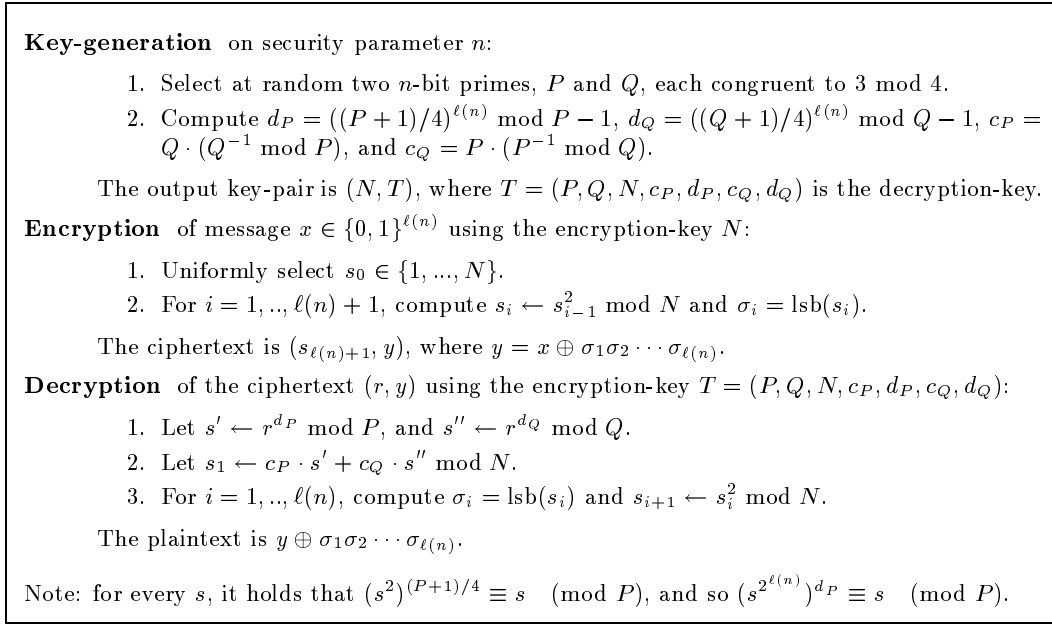 Key-generation on security parameter n:
1. Select at random two n-bit primes, P and Q, each congruent to 3 mod 4.
2. Compute d_P = ((P + 1)/4)^{ℓ(n)} mod P − 1, d_Q = ((Q + 1)/4)^{ℓ(n)} mod Q − 1, c_P =
Q · (Q^{−1} mod P), and c_Q = P · (P^{−1} mod Q).
The output key-pair is (N, T), where T = (P, Q, N, c_P, d_P, c_Q, d_Q) is the decryption-key.
Encryption of message x ∈ {0, 1}^{ℓ(n)} using the encryption-key N:
1. Uniformly select s_0 ∈ {1, ..., N}.
2. For i = 1, .., ℓ(n) + 1, compute s_i ← s_{i−1}^2 mod N and σ_i = lsb(s_i).
The ciphertext is (s_{ℓ(n)+1}, y), where y = x ⊕ σ_1σ_2 · · · σ_{ℓ(n)}.
Decryption of the ciphertext (r, y) using the encryption-key T = (P, Q, N, c_P, d_P, c_Q, d_Q):
1. Let s′ ← r^{d_P} mod P, and s′′ ← r^{d_Q} mod Q.
2. Let s_1 ← c_P · s′ + c_Q · s′′ mod N.
3. For i = 1, .., ℓ(n), compute σ_i = lsb(s_i) and s_{i+1} ← s_i^2 mod N.
The plaintext is y ⊕ σ_1σ_2 · · · σ_{ℓ(n)}.
Note: for every s, it holds that (s^2)^{(P+1)/4} ≡ s (mod P), and so (s^{2^{ℓ(n)}})^{d_P} ≡ s (mod P).